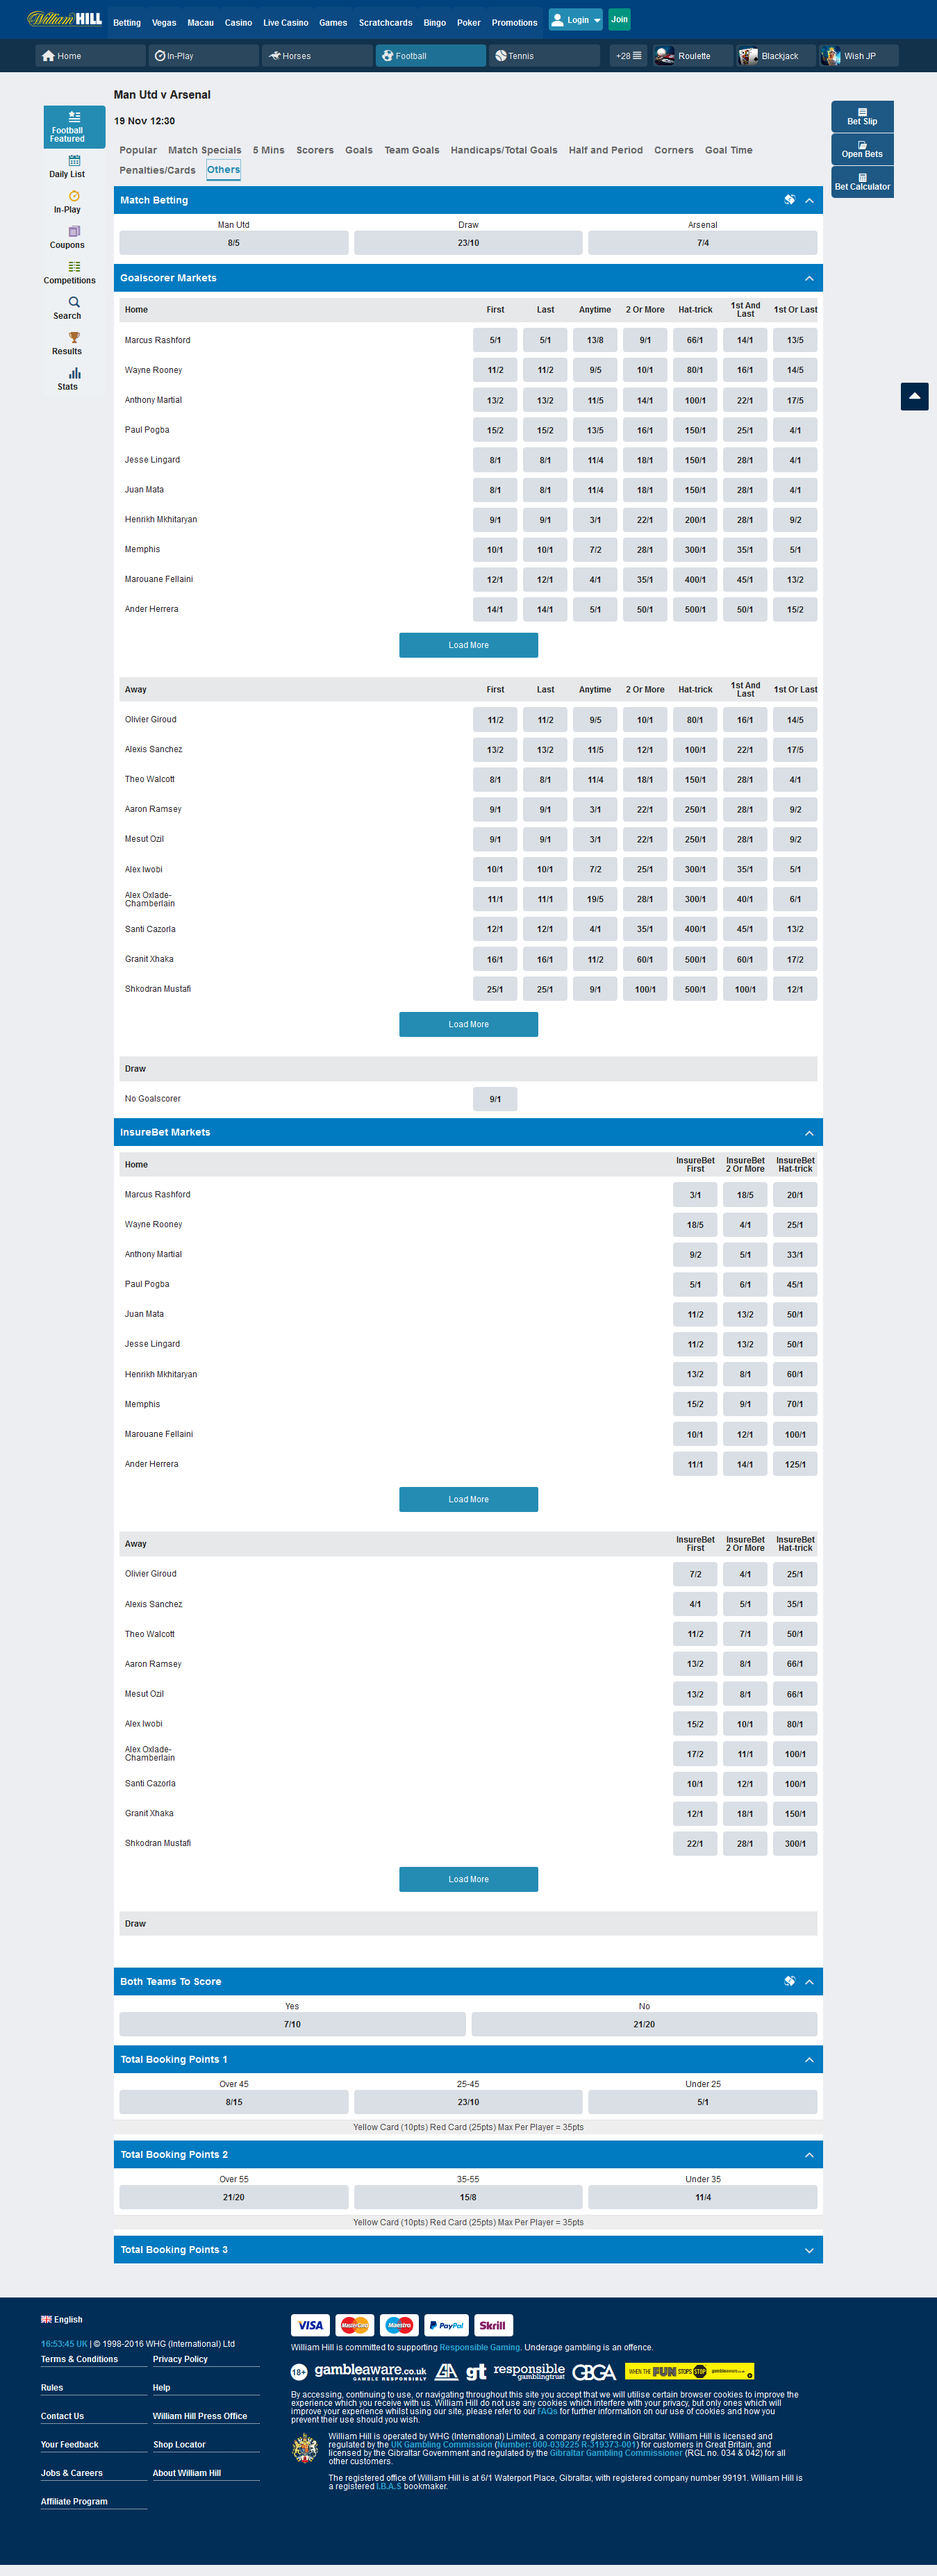 William HILL Betting Vegas Macau Casino Live Casino Games Scratchcards Bingo Poker Promotions Login Join
Home In-Play Horses Football Tennis +28 Roulette Blackjack Wish JP
Football
Featured
Daily List
In-Play
Coupons
Competitions
Search
Results
Stats
Man Utd v Arsenal
19 Nov 12:30
Popular Match Specials 5 Mins Scorers Goals Team Goals Handicaps/Total Goals Half and Period Corners Goal Time
Penalties/Cards Others
Bet Slip
Open Bets
Bet Calculator
Match Betting
Man Utd Draw Arsenal
8/5 23/10 7/4
Goalscorer Markets
Home First Last Anytime 2 Or More Hat-trick 1st And Last 1st Or Last
Marcus Rashford 5/1 5/1 13/8 9/1 66/1 14/1 13/5
Wayne Rooney 11/2 11/2 9/5 10/1 80/1 16/1 14/5
Anthony Martial 13/2 13/2 11/5 14/1 100/1 22/1 17/5
Paul Pogba 15/2 15/2 13/5 16/1 150/1 25/1 4/1
Jesse Lingard 8/1 8/1 11/4 18/1 150/1 28/1 4/1
Juan Mata 8/1 8/1 11/4 18/1 150/1 28/1 4/1
Henrikh Mkhitaryan 9/1 9/1 3/1 22/1 200/1 28/1 9/2
Memphis 10/1 10/1 7/2 28/1 300/1 35/1 5/1
Marouane Fellaini 12/1 12/1 4/1 35/1 400/1 45/1 13/2
Ander Herrera 14/1 14/1 5/1 50/1 500/1 50/1 15/2
Load More
Away First Last Anytime 2 Or More Hat-trick 1st And Last 1st Or Last
Olivier Giroud 11/2 11/2 9/5 10/1 80/1 16/1 14/5
Alexis Sanchez 13/2 13/2 11/5 12/1 100/1 22/1 17/5
Theo Walcott 8/1 8/1 11/4 18/1 150/1 28/1 4/1
Aaron Ramsey 9/1 9/1 3/1 22/1 250/1 28/1 9/2
Mesut Ozil 9/1 9/1 3/1 22/1 250/1 28/1 9/2
Alex Iwobi 10/1 10/1 7/2 25/1 300/1 35/1 5/1
Alex Oxlade-Chamberlain 11/1 11/1 19/5 28/1 300/1 40/1 6/1
Santi Cazorla 12/1 12/1 4/1 35/1 400/1 45/1 13/2
Granit Xhaka 16/1 16/1 11/2 60/1 500/1 60/1 17/2
Shkodran Mustafi 25/1 25/1 9/1 100/1 500/1 100/1 12/1
Load More
Draw
No Goalscorer 9/1
InsureBet Markets
Home InsureBet First InsureBet 2 Or More InsureBet Hat-trick
Marcus Rashford 3/1 18/5 20/1
Wayne Rooney 18/5 4/1 25/1
Anthony Martial 9/2 5/1 33/1
Paul Pogba 5/1 6/1 45/1
Juan Mata 11/2 13/2 50/1
Jesse Lingard 11/2 13/2 50/1
Henrikh Mkhitaryan 13/2 8/1 60/1
Memphis 15/2 9/1 70/1
Marouane Fellaini 10/1 12/1 100/1
Ander Herrera 11/1 14/1 125/1
Load More
Away InsureBet First InsureBet 2 Or More InsureBet Hat-trick
Olivier Giroud 7/2 4/1 25/1
Alexis Sanchez 4/1 5/1 35/1
Theo Walcott 11/2 7/1 50/1
Aaron Ramsey 13/2 8/1 66/1
Mesut Ozil 13/2 8/1 66/1
Alex Iwobi 15/2 10/1 80/1
Alex Oxlade-Chamberlain 17/2 11/1 100/1
Santi Cazorla 10/1 12/1 100/1
Granit Xhaka 12/1 18/1 150/1
Shkodran Mustafi 22/1 28/1 300/1
Load More
Draw
Both Teams To Score
Yes No
7/10 21/20
Total Booking Points 1
Over 45 25-45 Under 25
8/15 23/10 5/1
Yellow Card (10pts) Red Card (25pts) Max Per Player = 35pts
Total Booking Points 2
Over 55 35-55 Under 35
21/20 15/8 11/4
Yellow Card (10pts) Red Card (25pts) Max Per Player = 35pts
Total Booking Points 3
English
16:53:45 UK | © 1998-2016 WHG (International) Ltd
Terms & Conditions Privacy Policy
Rules Help
Contact Us William Hill Press Office
Your Feedback Shop Locator
Jobs & Careers About William Hill
Affiliate Program
VISA MasterCard Maestro PayPal Skrill
William Hill is committed to supporting Responsible Gaming. Underage gambling is an offence.
18+ gambleaware.co.uk GAMBLE RESPONSIBLY gt responsible gamblingtrust GBGA WHEN THE FUN STOPS STOP gambleaware.co.uk
By accessing, continuing to use, or navigating throughout this site you accept that we will utilise certain browser cookies to improve the
experience which you receive with us. William Hill do not use any cookies which interfere with your privacy, but only ones which will
improve your experience whilst using our site, please refer to our FAQs for further information on our use of cookies and how you
prevent their use should you wish.
William Hill is operated by WHG (International) Limited, a company registered in Gibraltar. William Hill is licensed and
regulated by the UK Gambling Commission (Number: 000-039225 R-319373-001) for customers in Great Britain, and
licensed by the Gibraltar Government and regulated by the Gibraltar Gambling Commissioner (RGL no. 034 & 042) for all
other customers.
The registered office of William Hill is at 6/1 Waterport Place, Gibraltar, with registered company number 99191. William Hill is
a registered I.B.A.S bookmaker.